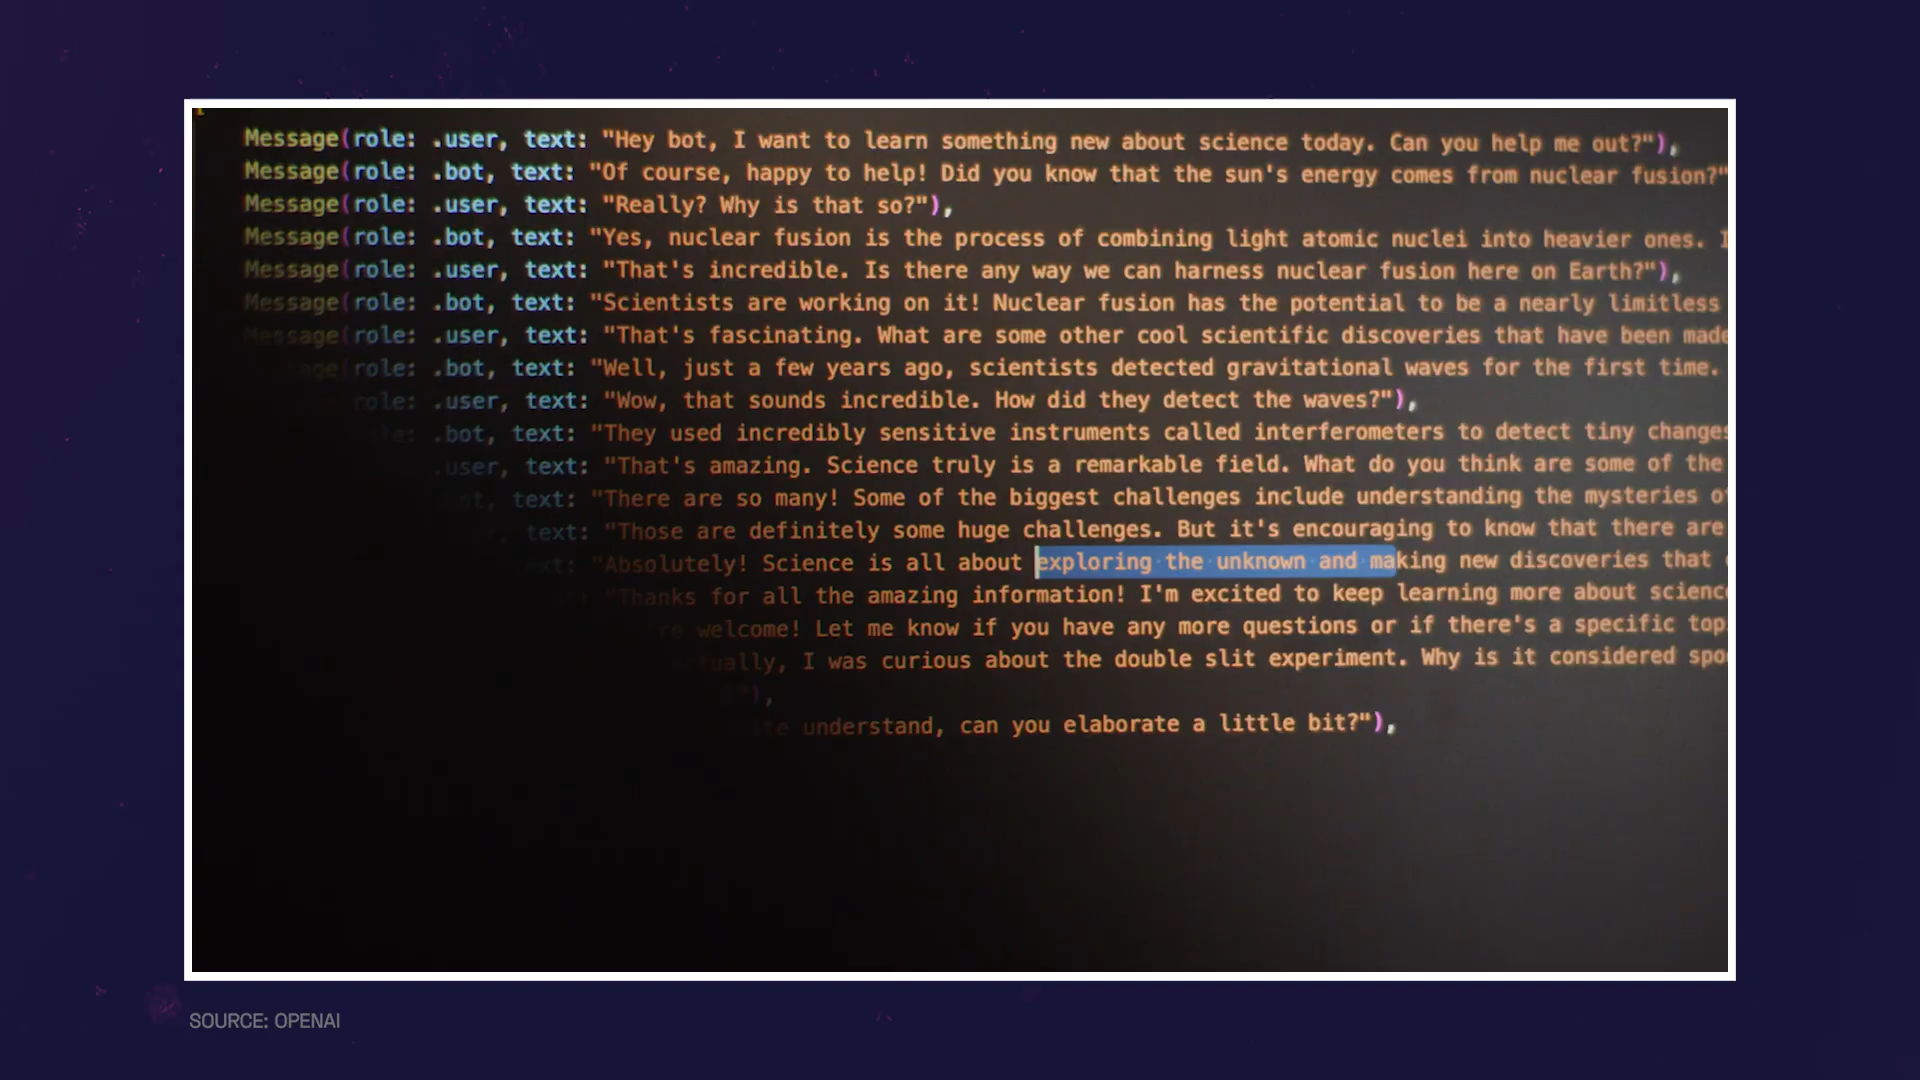 Message(role: .user, text: "Hey bot, I want to learn something new about science today. Can you help me out?"),
Message(role: .bot, text: "Of course, happy to help! Did you know that the sun's energy comes from nuclear fusion?"
Message(role: .user, text: "Really? Why is that so?"),
Message(role: .bot, text: "Yes, nuclear fusion is the process of combining light atomic nuclei into heavier ones.
Message(role: .user, text: "That's incredible. Is there any way we can harness nuclear fusion here on Earth?"),
Message(role: .bot, text: "Scientists are working on it! Nuclear fusion has the potential to be a nearly limitless
Message(role: .user, text: "That's fascinating. What are some other cool scientific discoveries that have been made
role: .bot, text: "Well, just a few years ago, scientists detected gravitational waves for the first time.
role: .user, text: "Wow, that sounds incredible. How did they detect the waves?"),
.bot, text: "They used incredibly sensitive instruments called interferometers to detect tiny changes
.user, text: "That's amazing. Science truly is a remarkable field. What do you think are some of the
text: "There are so many! Some of the biggest challenges include understanding the mysteries of
text: "Those are definitely some huge challenges. But it's encouraging to know that there are
"Absolutely! Science is all about exploring the unknown and making new discoveries that
"Thanks for all the amazing information! I'm excited to keep learning more about science
welcome! Let me know if you have any more questions or if there's a specific top
I was curious about the double slit experiment. Why is it considered spo
"),
understand, can you elaborate a little bit?"),
SOURCE: OPENAI